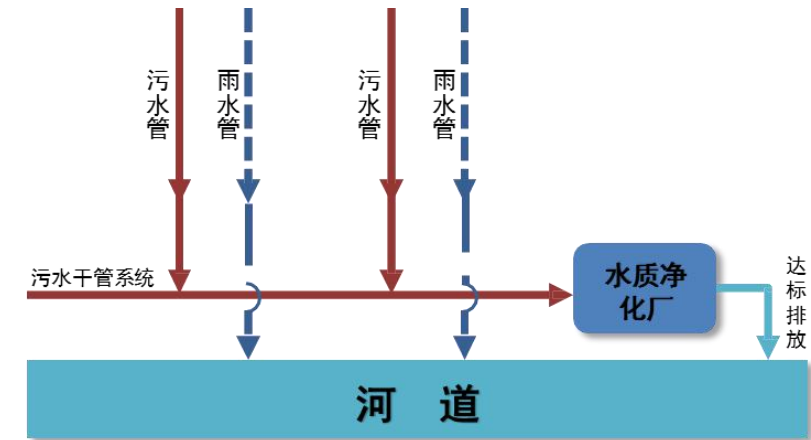 污水管
雨水管
污水管
雨水管
污水干管系统
水质净
化厂
达标排放
河 道